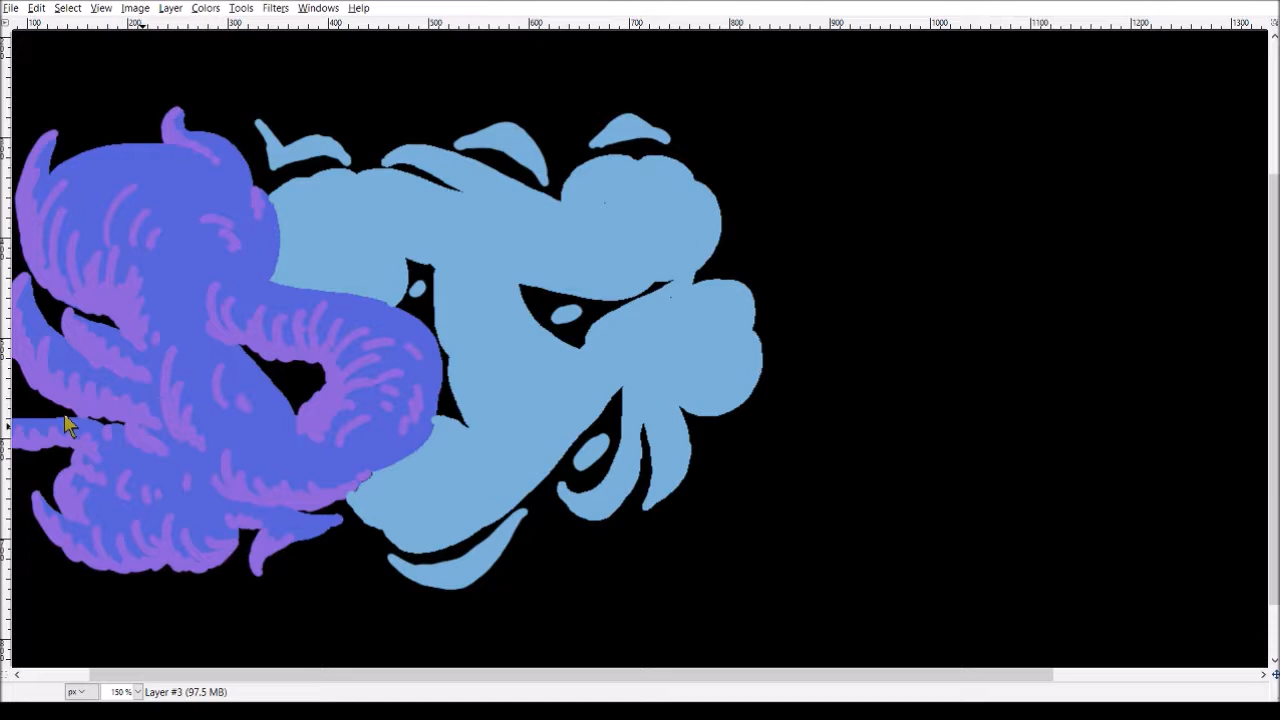 File Edit Select View Image Layer Colors Tools Filters Windows Help
100 200 300 400 500 600 700 800 900 1000 1100 1200 1300
px 150 % Layer #3 (97.5 MB)